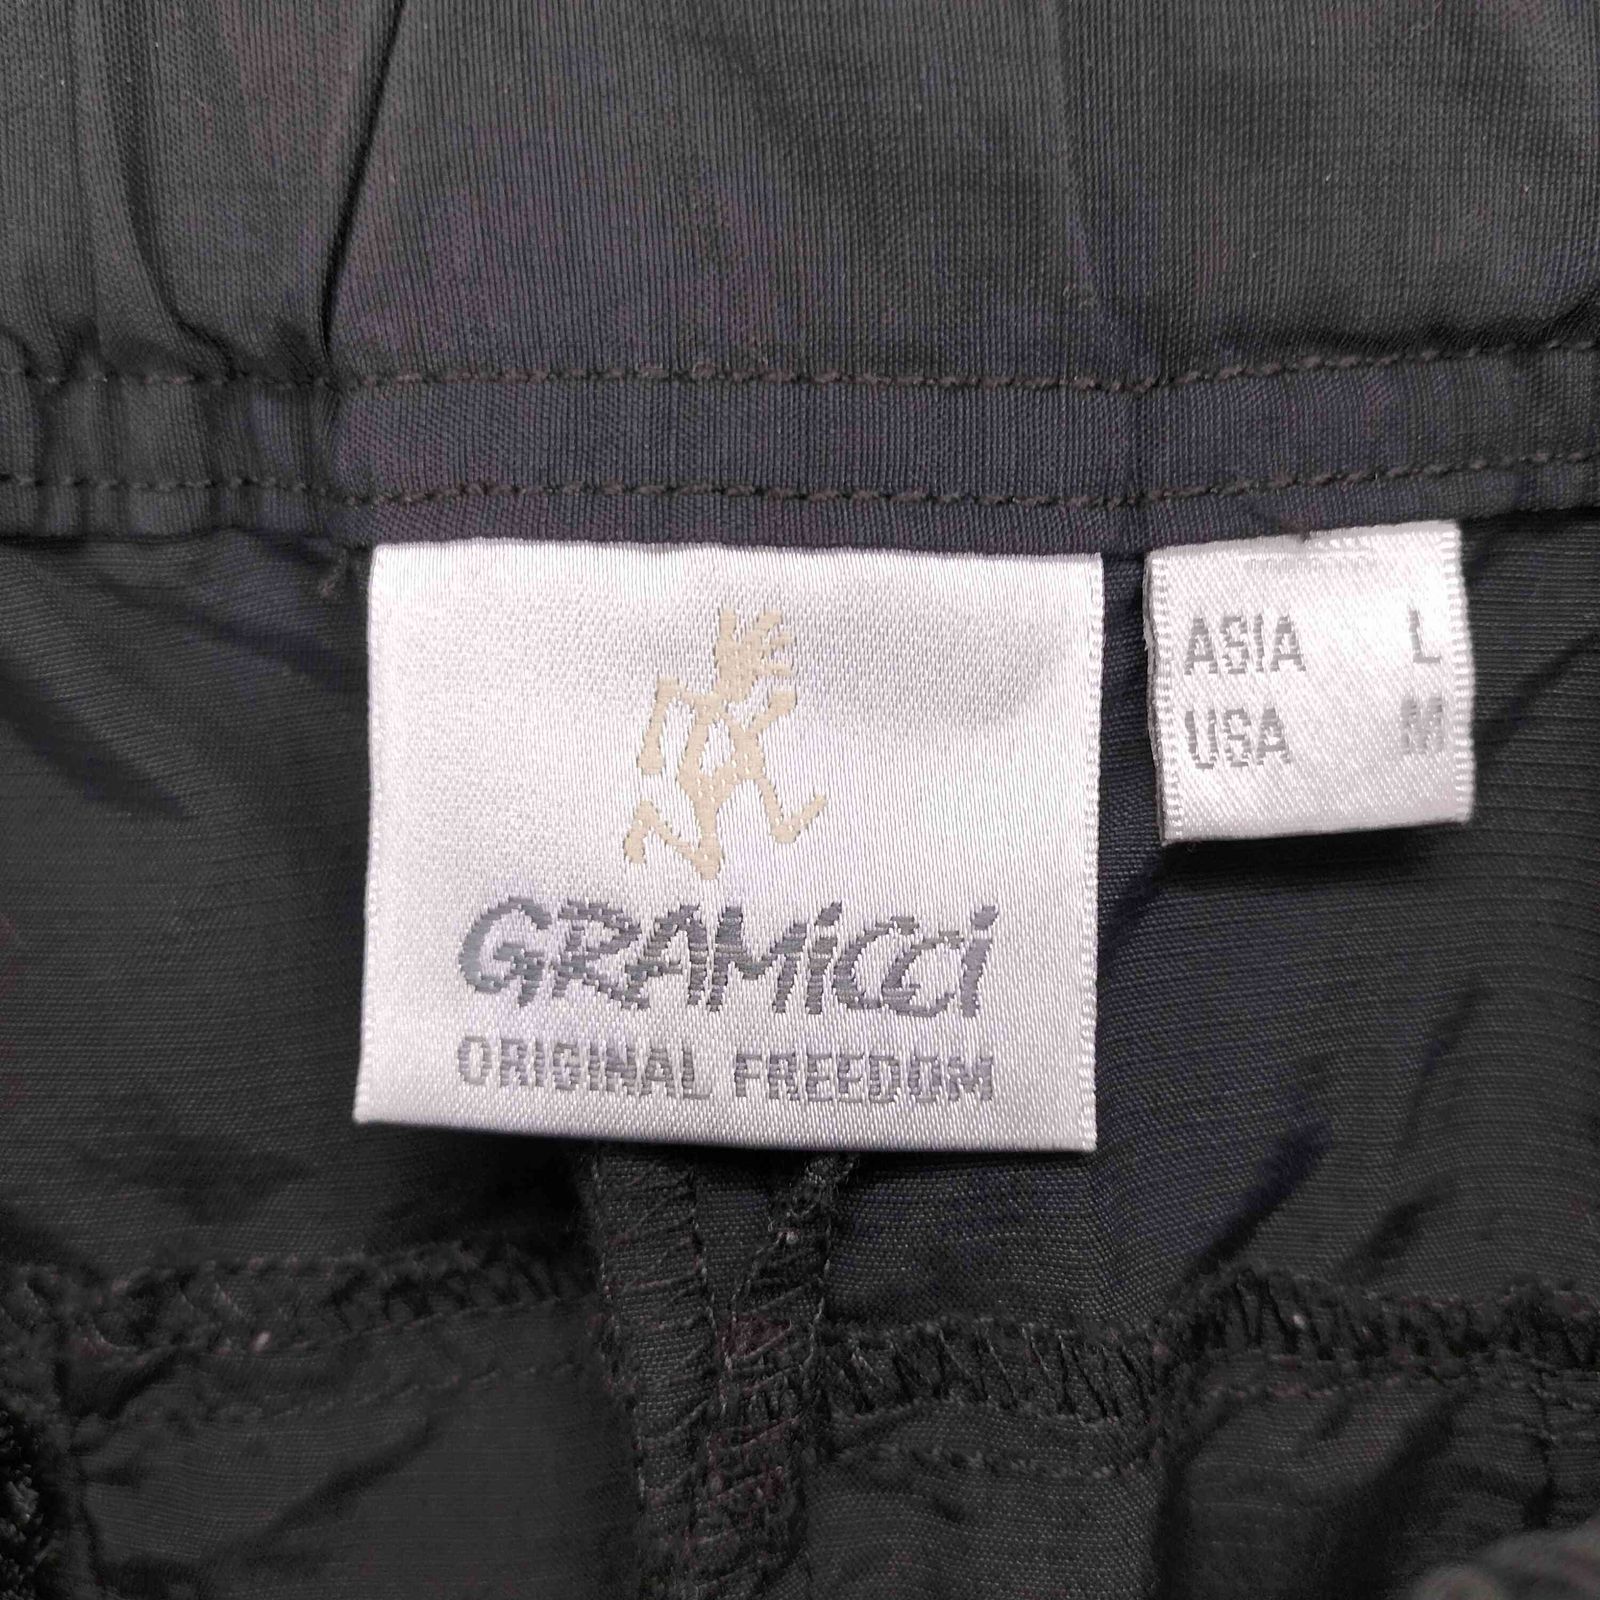 GRAMiCCi
ORIGINAL FREEDOM
ASIA L
USA M